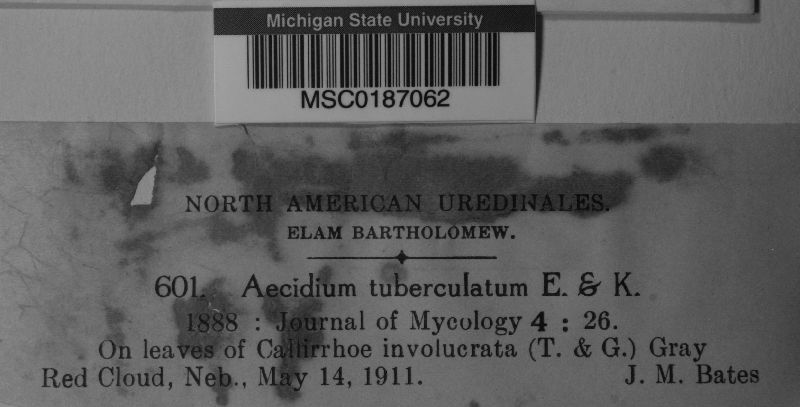 Michigan State University
MSC0187062
NORTH AMERICAN UREDINALES.
ELAM BARTHOLOMEW.
601. Aecidium tuberculatum E. & K.
1888 : Journal of Mycology 4 : 26.
On leaves of Callirrhoe involucrata (T. & G.) Gray
Red Cloud, Neb., May 14, 1911. J. M. Bates